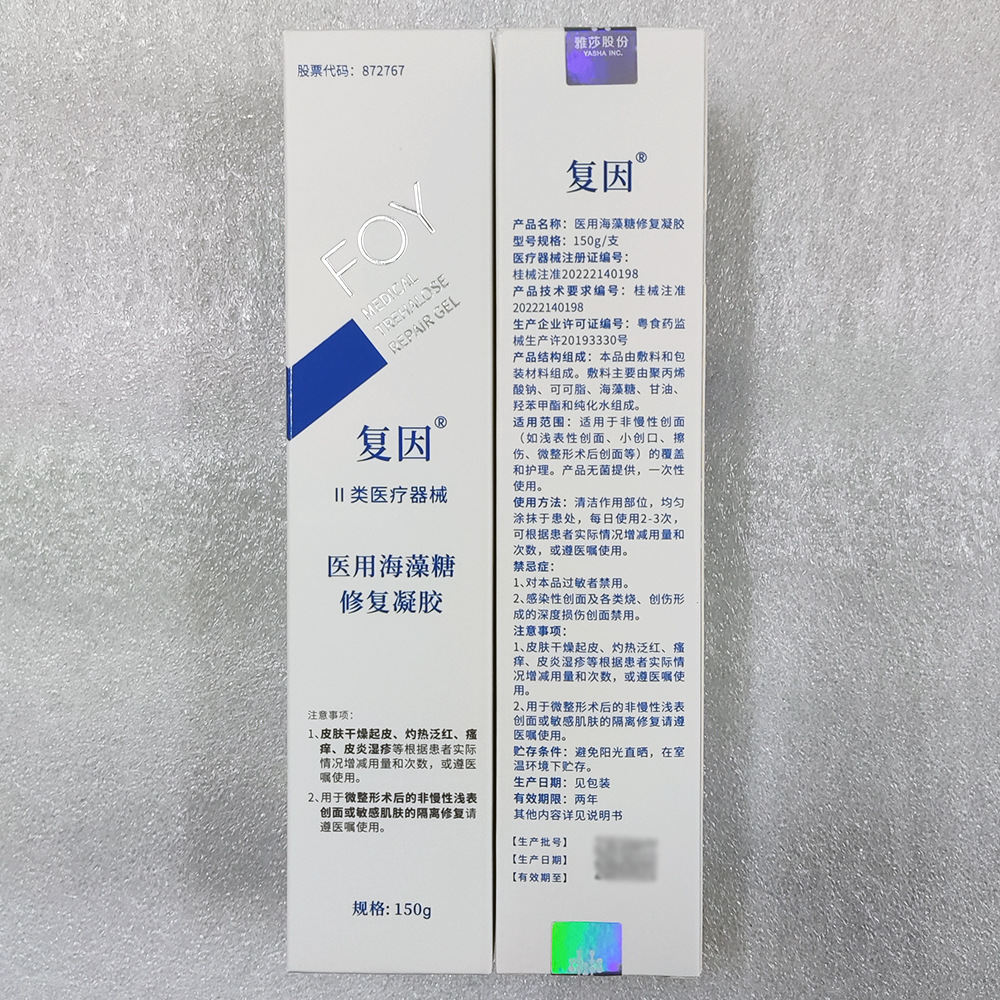 股票代码：872767
FOY
MEDICAL
TREHALOSE
REPAIR GEL
复因®
II类医疗器械
医用海藻糖
修复凝胶
注意事项：
1、皮肤干燥起皮、灼热泛红、瘙
痒、皮炎湿疹等根据患者实际
情况增减用量和次数，或遵医
嘱使用。
2、用于微整形术后的非慢性浅表
创面或敏感肌肤的隔离修复请
遵医嘱使用。
规格: 150g
雅莎股份
YASHA INC.
复因®
产品名称：医用海藻糖修复凝胶
型号规格：150g/支
医疗器械注册证编号：
桂械注准20222140198
产品技术要求编号：桂械注准
20222140198
生产企业许可证编号：粤食药监
械生产许20193330号
产品结构组成：本品由敷料和包
装材料组成。敷料主要由聚丙烯
酸钠、可可脂、海藻糖、甘油、
羟苯甲酯和纯化水组成。
适用范围：适用于非慢性创面
（如浅表性创面、小创口、擦
伤、微整形术后创面等）的覆盖
和护理。产品无菌提供，一次性
使用。
使用方法：清洁作用部位，均匀
涂抹于患处，每日使用2-3次，
可根据患者实际情况增减用量和
次数，或遵医嘱使用。
禁忌症：
1、对本品过敏者禁用。
2、感染性创面及各类烧、创伤形
成的深度损伤创面禁用。
注意事项：
1、皮肤干燥起皮、灼热泛红、瘙
痒、皮炎湿疹等根据患者实际情
况增减用量和次数，或遵医嘱使
用。
2、用于微整形术后的非慢性浅表
创面或敏感肌肤的隔离修复请遵
医嘱使用。
贮存条件：避免阳光直晒，在室
温环境下贮存。
生产日期：见包装
有效期限：两年
其他内容详见说明书
【生产批号】
【生产日期】
【有效期至】